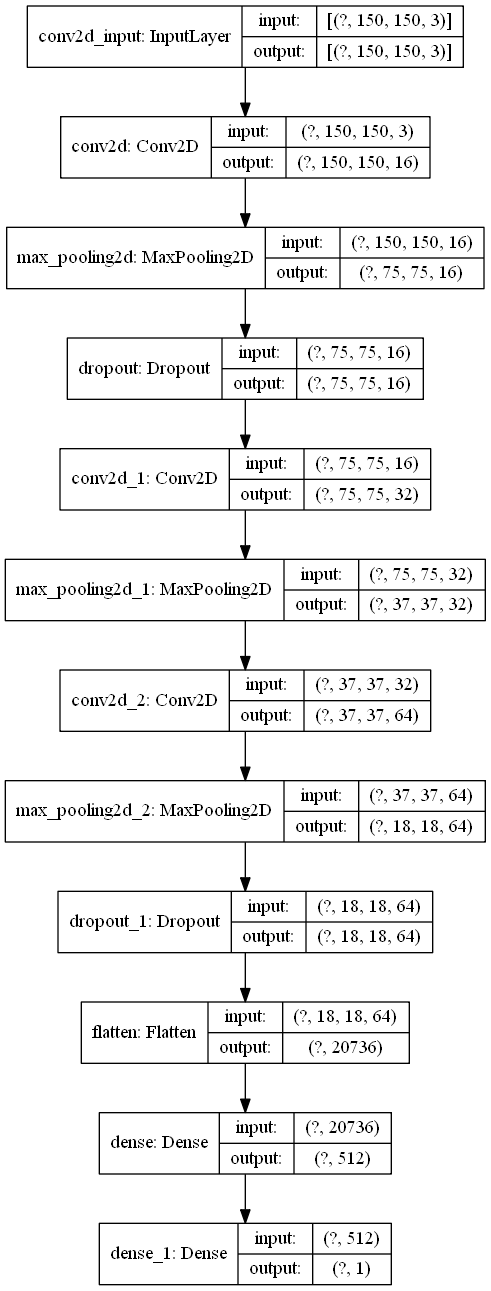 conv2d_input: InputLayer
input: [(?, 150, 150, 3)]
output: [(?, 150, 150, 3)]
conv2d: Conv2D
input: (?, 150, 150, 3)
output: (?, 150, 150, 16)
max_pooling2d: MaxPooling2D
input: (?, 150, 150, 16)
output: (?, 75, 75, 16)
dropout: Dropout
input: (?, 75, 75, 16)
output: (?, 75, 75, 16)
conv2d_1: Conv2D
input: (?, 75, 75, 16)
output: (?, 75, 75, 32)
max_pooling2d_1: MaxPooling2D
input: (?, 75, 75, 32)
output: (?, 37, 37, 32)
conv2d_2: Conv2D
input: (?, 37, 37, 32)
output: (?, 37, 37, 64)
max_pooling2d_2: MaxPooling2D
input: (?, 37, 37, 64)
output: (?, 18, 18, 64)
dropout_1: Dropout
input: (?, 18, 18, 64)
output: (?, 18, 18, 64)
flatten: Flatten
input: (?, 18, 18, 64)
output: (?, 20736)
dense: Dense
input: (?, 20736)
output: (?, 512)
dense_1: Dense
input: (?, 512)
output: (?, 1)